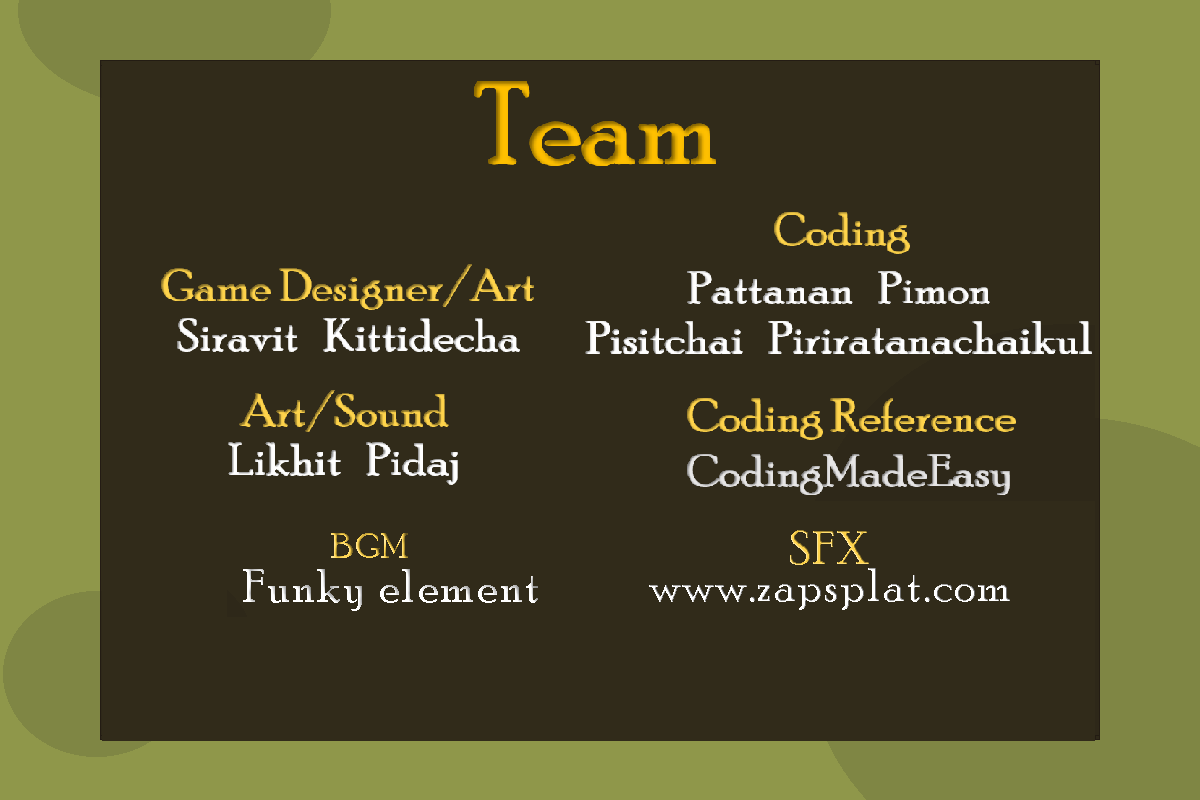 Team
Game Designer/Art
Siravit Kittidecha
Art/Sound
Likhit Pidaj
BGM
Funky element
Coding
Pattanan Pimon
Pisitchai Piriratanachaikul
Coding Reference
CodingMadeEasy
SFX
www.zapsplat.com